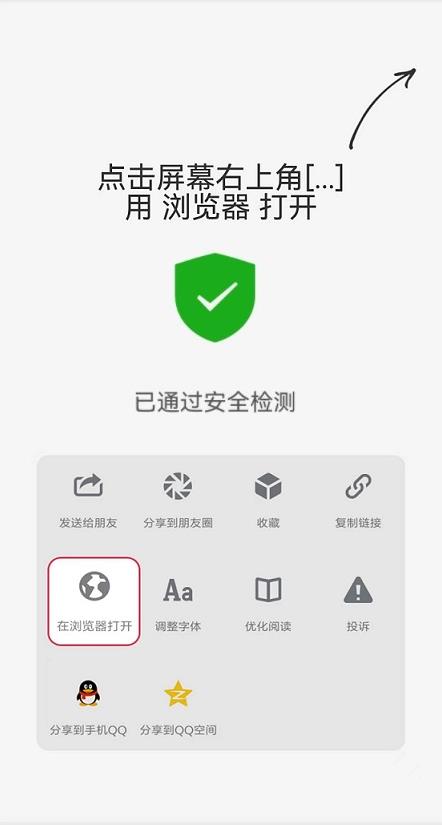 点击屏幕右上角[...]
用 浏览器 打开
已通过安全检测
发送给朋友 分享到朋友圈 收藏 复制链接
Aa
在浏览器打开 调整字体 优化阅读 投诉
分享到手机QQ 分享到QQ空间